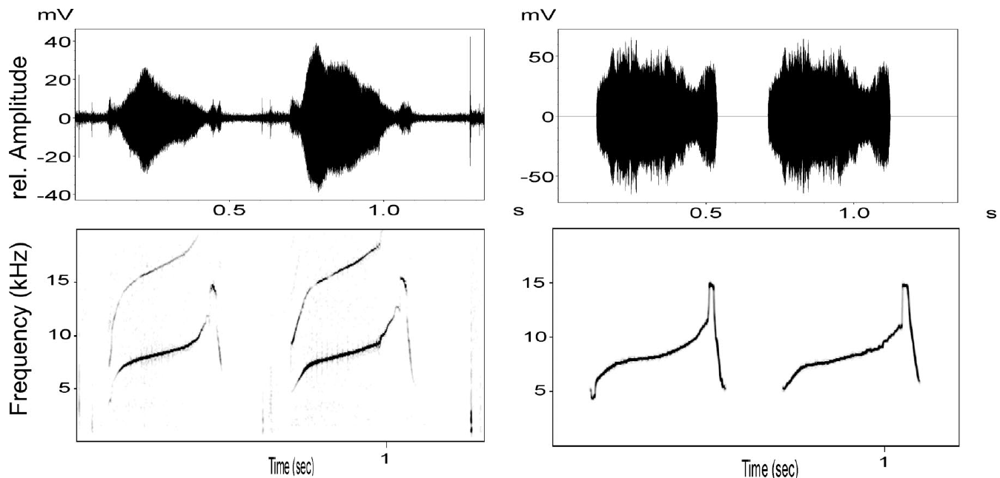 mV
mV
rel. Amplitude
40
20
0
-20
-40
0.5
1.0
s
50
0
-50
0.5
1.0
s
Frequency (kHz)
15
10
5
1
Time (sec)
15
10
5
1
Time (sec)